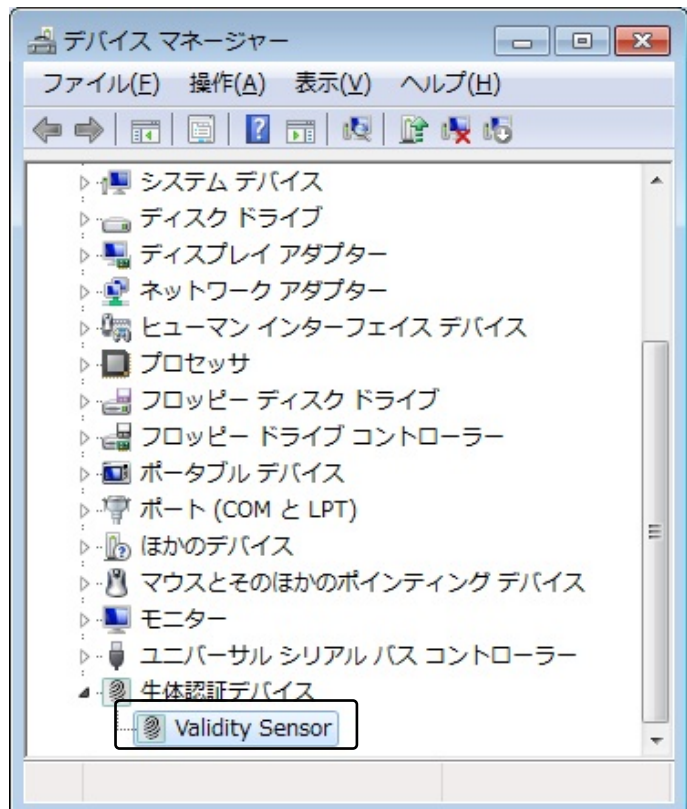 デバイス マネージャー
ファイル(F) 操作(A) 表示(V) ヘルプ(H)
システム デバイス
ディスク ドライブ
ディスプレイ アダプター
ネットワーク アダプター
ヒューマン インターフェイス デバイス
プロセッサ
フロッピー ディスク ドライブ
フロッピー ドライブ コントローラー
ポータブル デバイス
ポート (COM と LPT)
ほかのデバイス
マウスとそのほかのポインティング デバイス
モニター
ユニバーサル シリアル バス コントローラー
生体認証デバイス
Validity Sensor